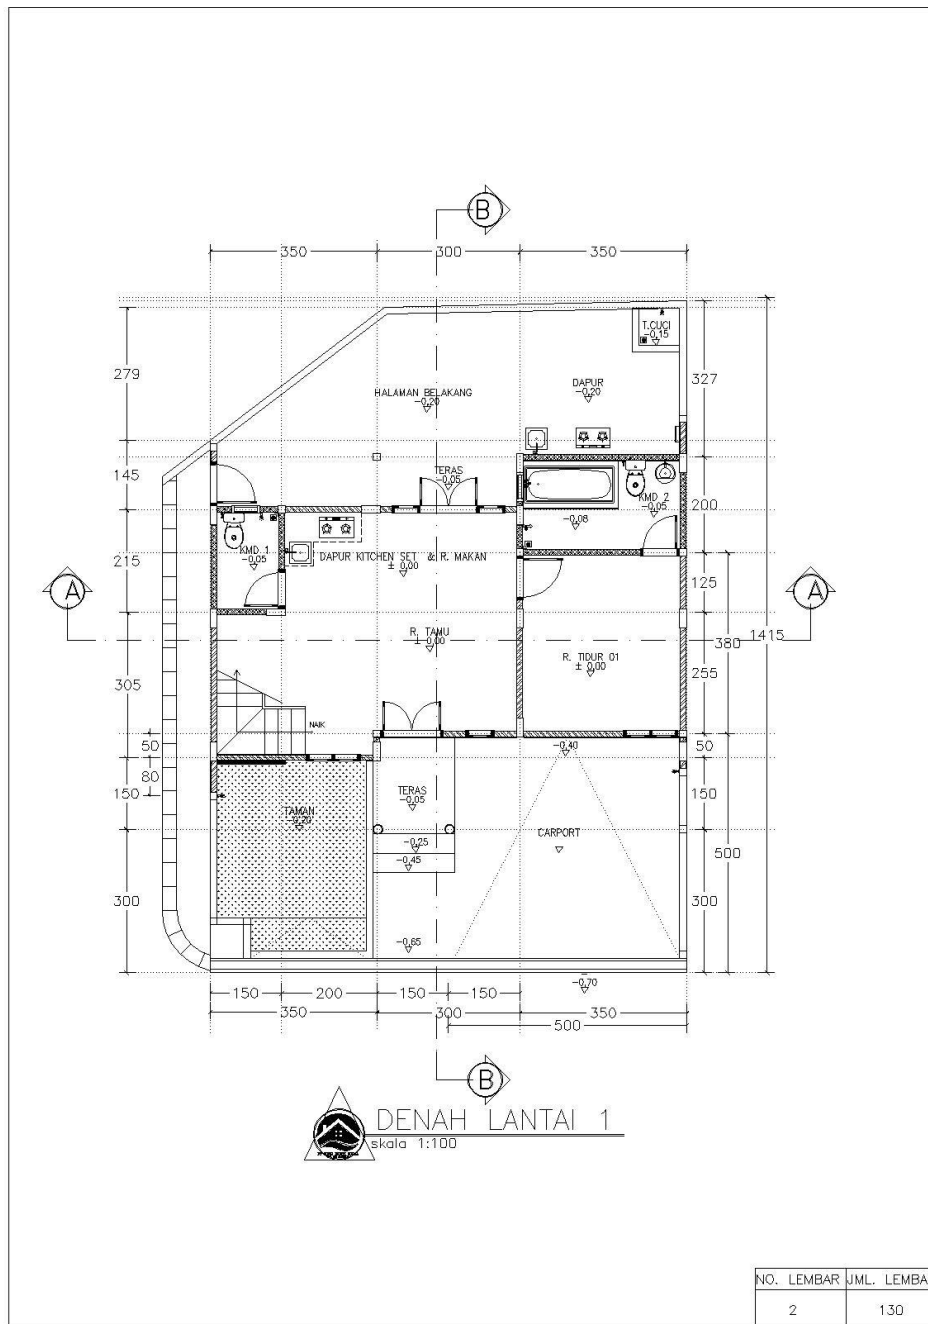 B
350 300 350
T.CUCI
-0.15
279
HALAMAN BELAKANG
-0.20
DAPUR
-0.20
327
145
TERAS
-0.05
KMD 2
-0.05
-0.08
200
KMD 1
-0.05
DAPUR KITCHEN SET & R. MAKAN
± 0.00
215
125
A
A
R. TAMU
± 0.00
R. TIDUR 01
± 0.00
380
1415
305
255
NAIK
50
-0.40
50
80
150
TERAS
-0.05
150
TAMAN
-0.20
CARPORT
-0.25
-0.45
500
300
300
-0.65
-0.70
150 200 150 150
350 300 350
500
B
DENAH LANTAI 1
skala 1:100
NO. LEMBAR JML. LEMBA
2 130